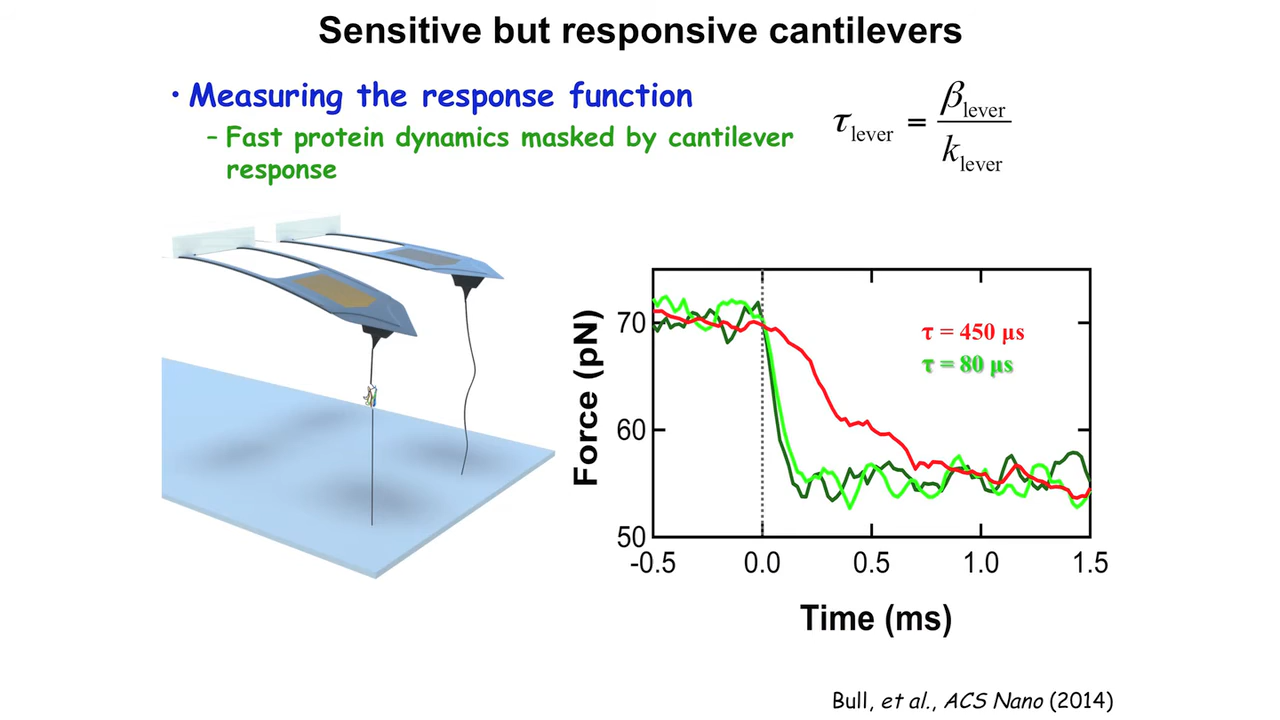 Sensitive but responsive cantilevers
• Measuring the response function
– Fast protein dynamics masked by cantilever
response
τlever = βlever / klever
Force (pN)
70
60
50
τ = 450 µs
τ = 80 µs
-0.5 0.0 0.5 1.0 1.5
Time (ms)
Bull, et al., ACS Nano (2014)